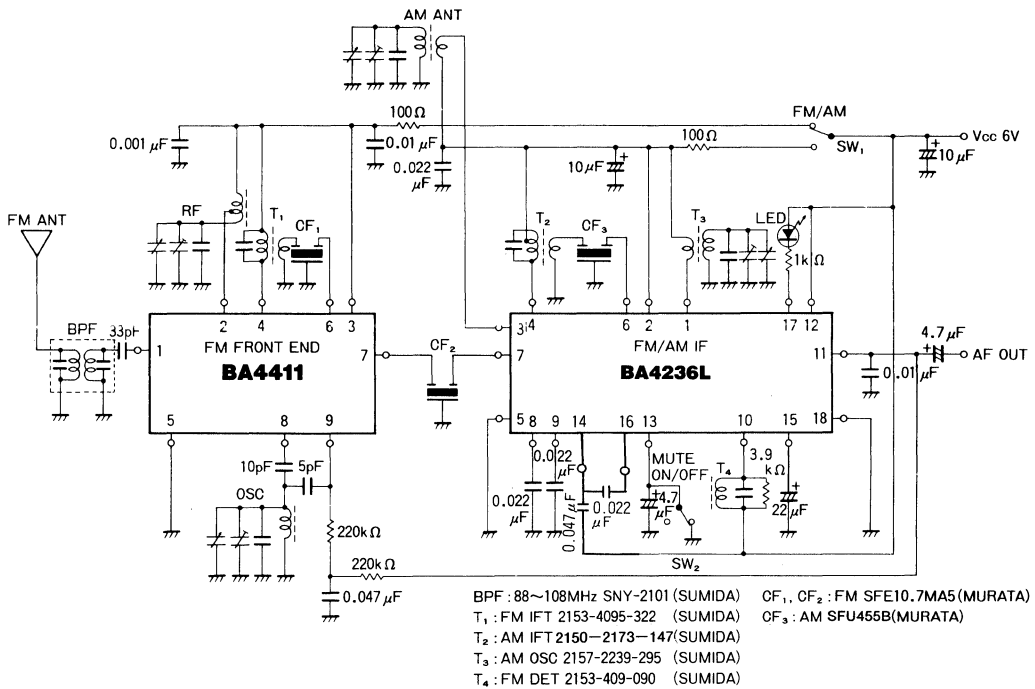 AM ANT
100Ω
FM/AM
0.001 μF
0.01 μF
0.022 μF
10 μF
100Ω
SW₁
Vcc 6V
10 μF
FM ANT
RF
T₁
CF₁
T₂
CF₃
T₃
LED
1kΩ
BPF
33pF
2
4
6
3
1
FM FRONT END
BA4411
7
5
8
9
CF₂
4
6
2
1
17
12
3
FM/AM IF
7
BA4236L
11
5
8
9
14
16
13
10
15
18
4.7 μF
AF OUT
0.01 μF
10pF
5pF
OSC
220kΩ
220kΩ
0.047 μF
0.022 μF
0.022 μF
0.047 μF
0.022 μF
MUTE
ON/OFF
4.7 μF
T₄
3.9 kΩ
22 μF
SW₂
BPF : 88～108MHz SNY-2101 (SUMIDA) CF₁, CF₂ : FM SFE10.7MA5 (MURATA)
T₁ : FM IFT 2153-4095-322 (SUMIDA) CF₃ : AM SFU455B (MURATA)
T₂ : AM IFT 2150-2173-147 (SUMIDA)
T₃ : AM OSC 2157-2239-295 (SUMIDA)
T₄ : FM DET 2153-409-090 (SUMIDA)